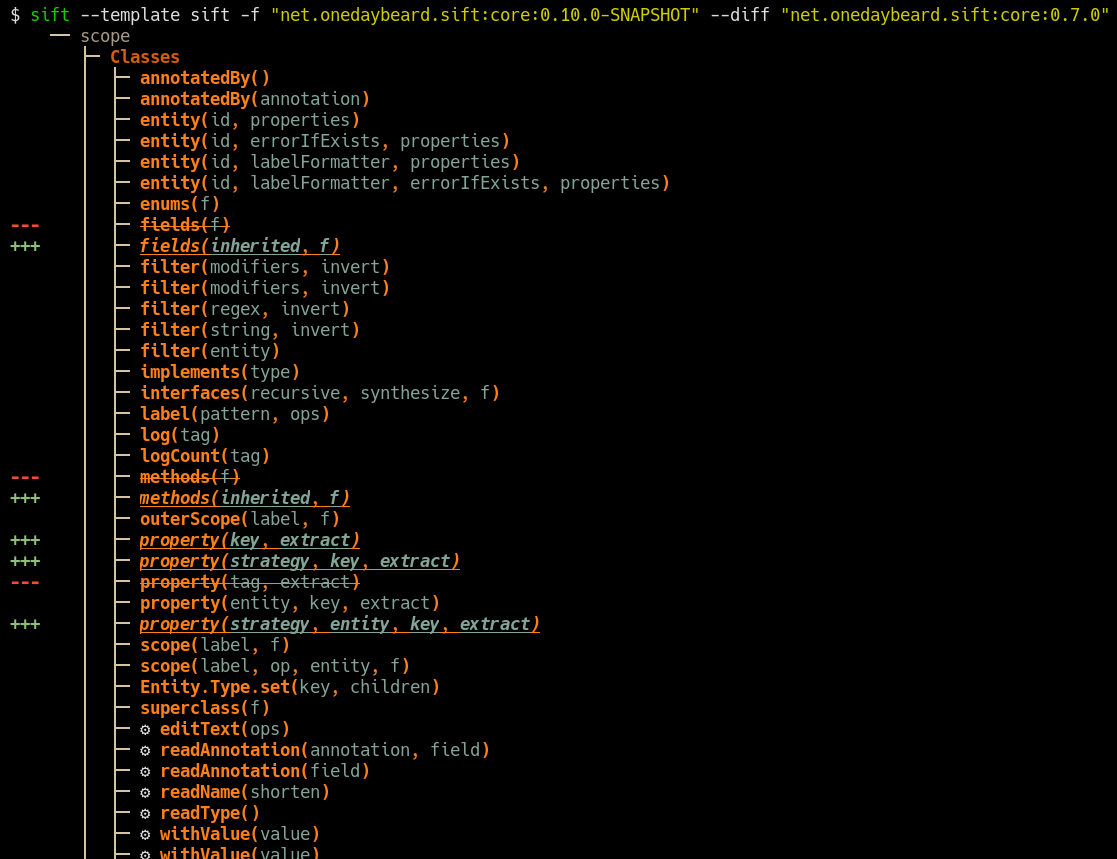 $ sift --template sift -f "net.onedaybeard.sift:core:0.10.0-SNAPSHOT" --diff "net.onedaybeard.sift:core:0.7.0"
── scope
├─ Classes
├─ annotatedBy()
├─ annotatedBy(annotation)
├─ entity(id, properties)
├─ entity(id, errorIfExists, properties)
├─ entity(id, labelFormatter, properties)
├─ entity(id, labelFormatter, errorIfExists, properties)
├─ enums(f)
--- ├─ fields(f)
+++ ├─ fields(inherited, f)
├─ filter(modifiers, invert)
├─ filter(modifiers, invert)
├─ filter(regex, invert)
├─ filter(string, invert)
├─ filter(entity)
├─ implements(type)
├─ interfaces(recursive, synthesize, f)
├─ label(pattern, ops)
├─ log(tag)
├─ logCount(tag)
--- ├─ methods(f)
+++ ├─ methods(inherited, f)
├─ outerScope(label, f)
+++ ├─ property(key, extract)
+++ ├─ property(strategy, key, extract)
--- ├─ property(tag, extract)
├─ property(entity, key, extract)
+++ ├─ property(strategy, entity, key, extract)
├─ scope(label, f)
├─ scope(label, op, entity, f)
├─ Entity.Type.set(key, children)
├─ superclass(f)
├─ ⚙ editText(ops)
├─ ⚙ readAnnotation(annotation, field)
├─ ⚙ readAnnotation(field)
├─ ⚙ readName(shorten)
├─ ⚙ readType()
├─ ⚙ withValue(value)
├─ ⚙ withValue(value)